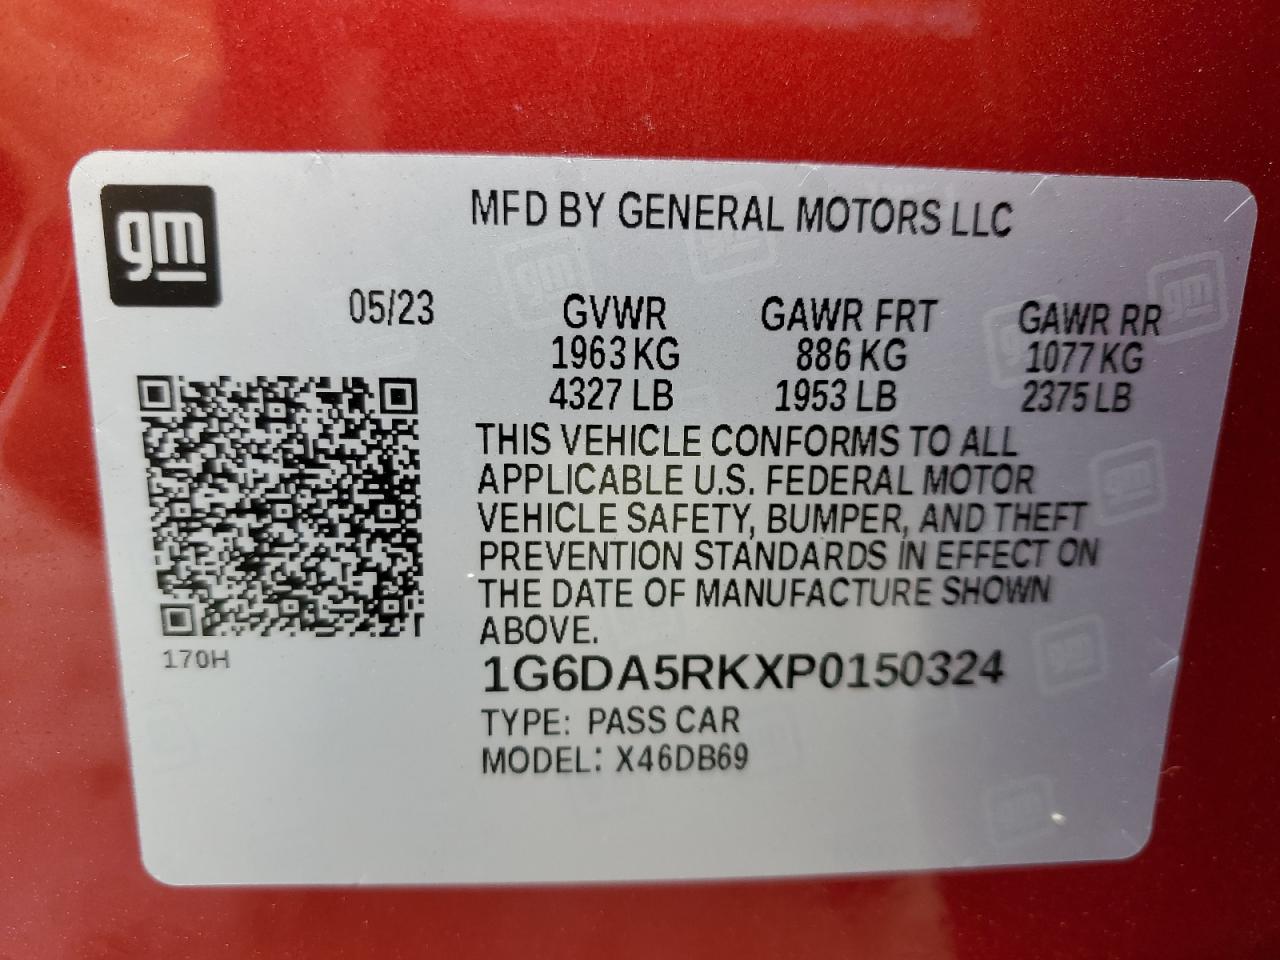 gm
MFD BY GENERAL MOTORS LLC
05/23 GVWR GAWR FRT GAWR RR
1963 KG 886 KG 1077 KG
4327 LB 1953 LB 2375 LB
THIS VEHICLE CONFORMS TO ALL
APPLICABLE U.S. FEDERAL MOTOR
VEHICLE SAFETY, BUMPER, AND THEFT
PREVENTION STANDARDS IN EFFECT ON
THE DATE OF MANUFACTURE SHOWN
ABOVE.
170H
1G6DA5RKXP0150324
TYPE: PASS CAR
MODEL: X46DB69